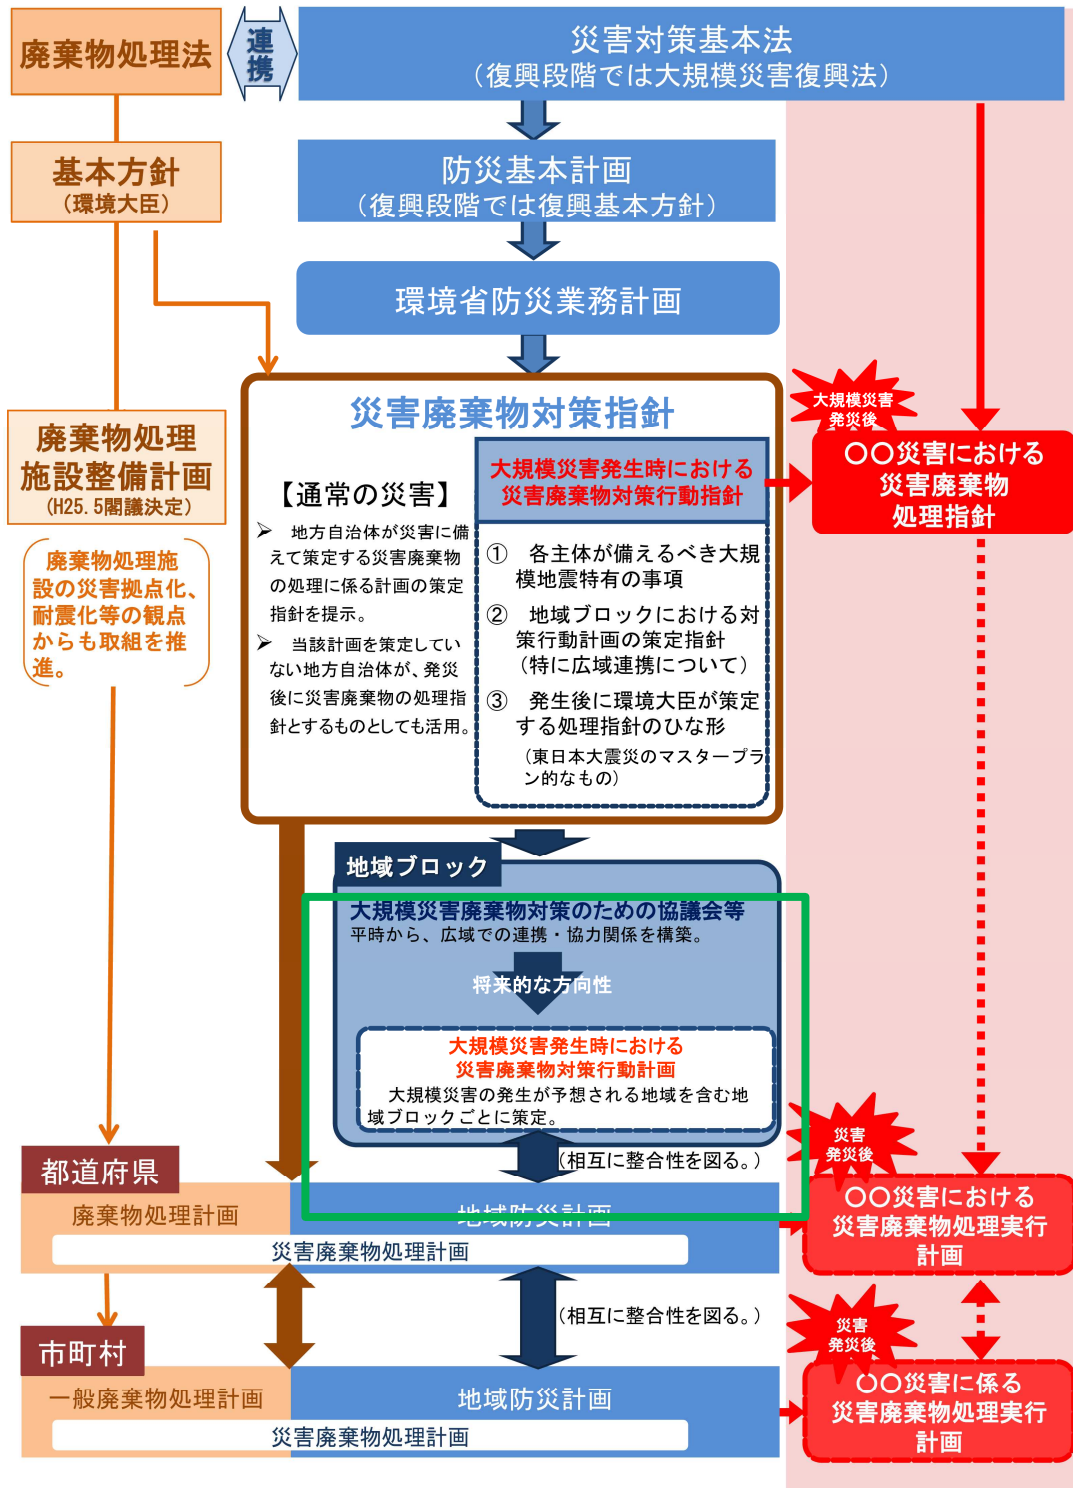 廃棄物処理法
連
携
災害対策基本法
（復興段階では大規模災害復興法）
基本方針
（環境大臣）
防災基本計画
（復興段階では復興基本方針）
環境省防災業務計画
廃棄物処理
施設整備計画
（H25.5閣議決定）
廃棄物処理施
設の災害拠点化、
耐震化等の観点
からも取組を推
進。
災害廃棄物対策指針
【通常の災害】
➢ 地方自治体が災害に備
えて策定する災害廃棄物
の処理に係る計画の策定
指針を提示。
➢ 当該計画を策定してい
ない地方自治体が、発災
後に災害廃棄物の処理指
針とするものとしても活用。
大規模災害発生時における
災害廃棄物対策行動指針
① 各主体が備えるべき大規
模地震特有の事項
② 地域ブロックにおける対
策行動計画の策定指針
（特に広域連携について）
③ 発生後に環境大臣が策定
する処理指針のひな形
（東日本大震災のマスタープラ
ン的なもの）
大規模災害
発災後
〇〇災害における
災害廃棄物
処理指針
地域ブロック
大規模災害廃棄物対策のための協議会等
平時から、広域での連携・協力関係を構築。
将来的な方向性
大規模災害発生時における
災害廃棄物対策行動計画
大規模災害の発生が予想される地域を含む地
域ブロックごとに策定。
（相互に整合性を図る。）
都道府県
廃棄物処理計画
地域防災計画
災害廃棄物処理計画
災害
発災後
〇〇災害における
災害廃棄物処理実行
計画
（相互に整合性を図る。）
市町村
一般廃棄物処理計画
地域防災計画
災害廃棄物処理計画
災害
発災後
〇〇災害に係る
災害廃棄物処理実行
計画